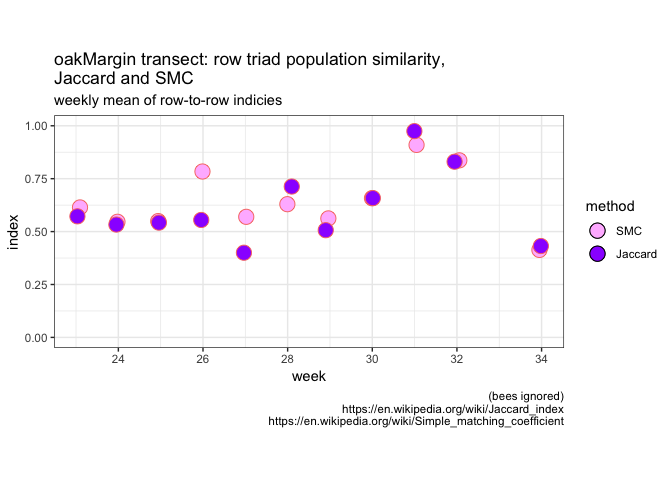 oakMargin transect: row triad population similarity,
Jaccard and SMC
weekly mean of row-to-row indicies
1.00
0.75
0.50
0.25
0.00
index
24 26 28 30 32 34
week
method
SMC
Jaccard
(bees ignored)
https://en.wikipedia.org/wiki/Jaccard_index
https://en.wikipedia.org/wiki/Simple_matching_coefficient